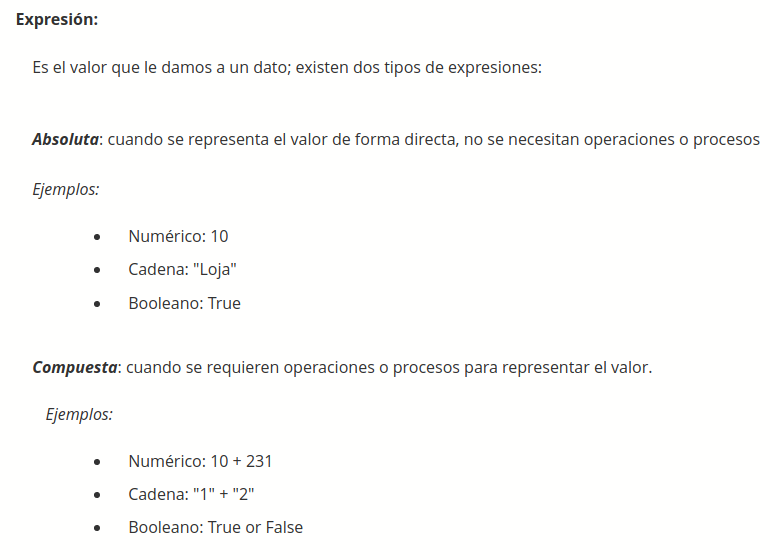 Expresión:
Es el valor que le damos a un dato; existen dos tipos de expresiones:
Absoluta: cuando se representa el valor de forma directa, no se necesitan operaciones o procesos
Ejemplos:
• Numérico: 10
• Cadena: "Loja"
• Booleano: True
Compuesta: cuando se requieren operaciones o procesos para representar el valor.
Ejemplos:
• Numérico: 10 + 231
• Cadena: "1" + "2"
• Booleano: True or False